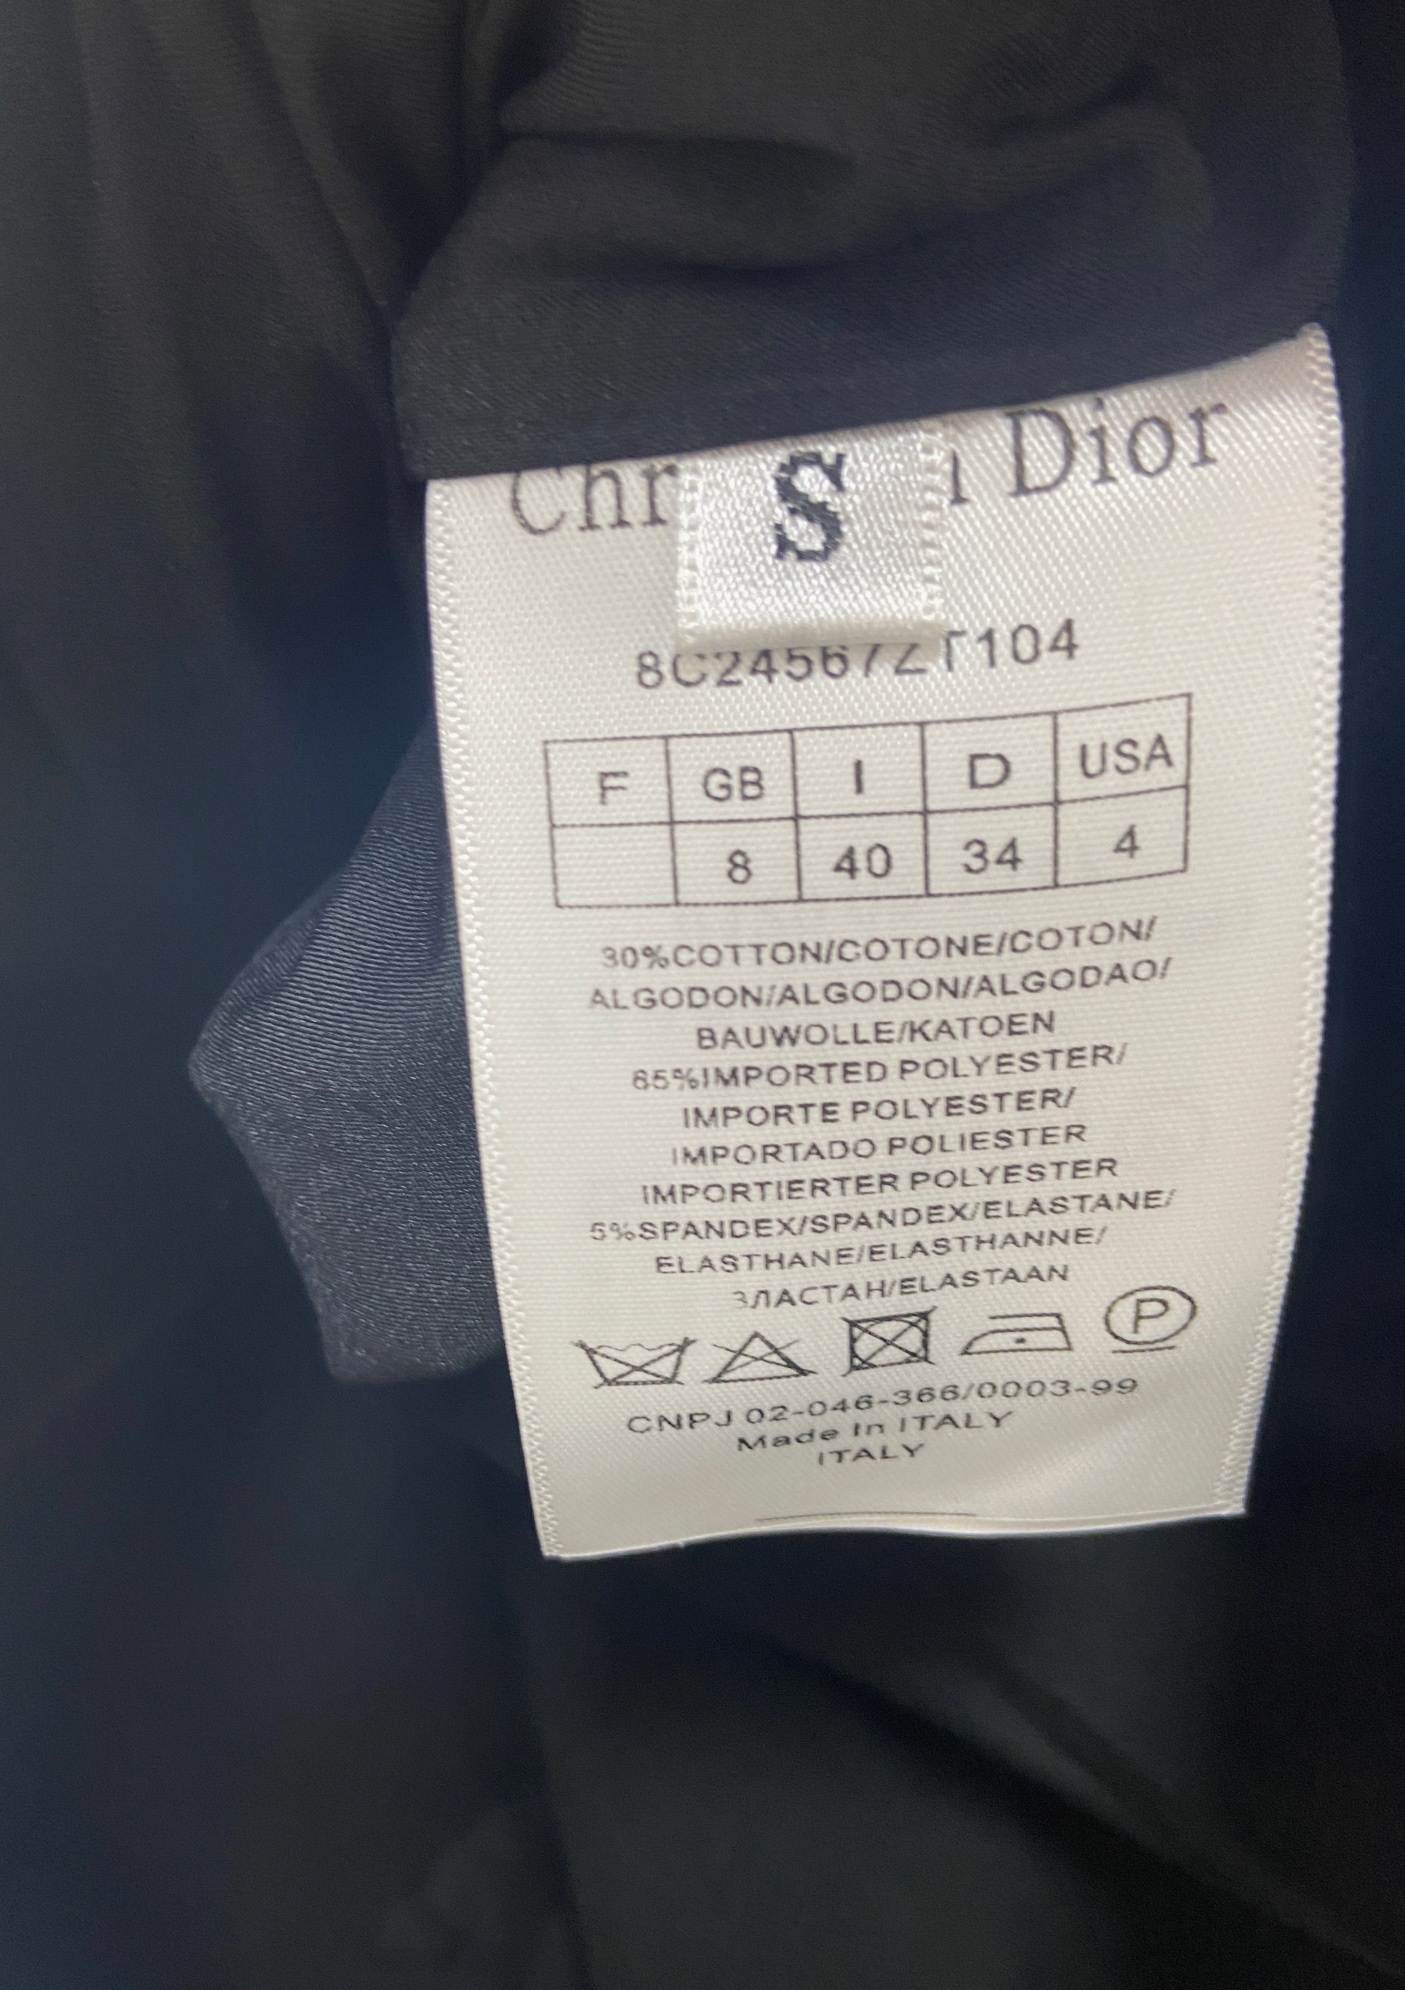 Chr
S
Dior
8C24567ZT104
F GB I D USA
8 40 34 4
30%COTTON/COTONE/COTON/
ALGODON/ALGODON/ALGODAO/
BAUWOLLE/KATOEN
65%IMPORTED POLYESTER/
IMPORTE POLYESTER/
IMPORTADO POLIESTER
IMPORTIERTER POLYESTER
5%SPANDEX/SPANDEX/ELASTANE/
ELASTHANE/ELASTHANNE/
ЗЛАСТАН/ELASTAAN
P
CNPJ 02-046-366/0003-99
Made In ITALY
ITALY